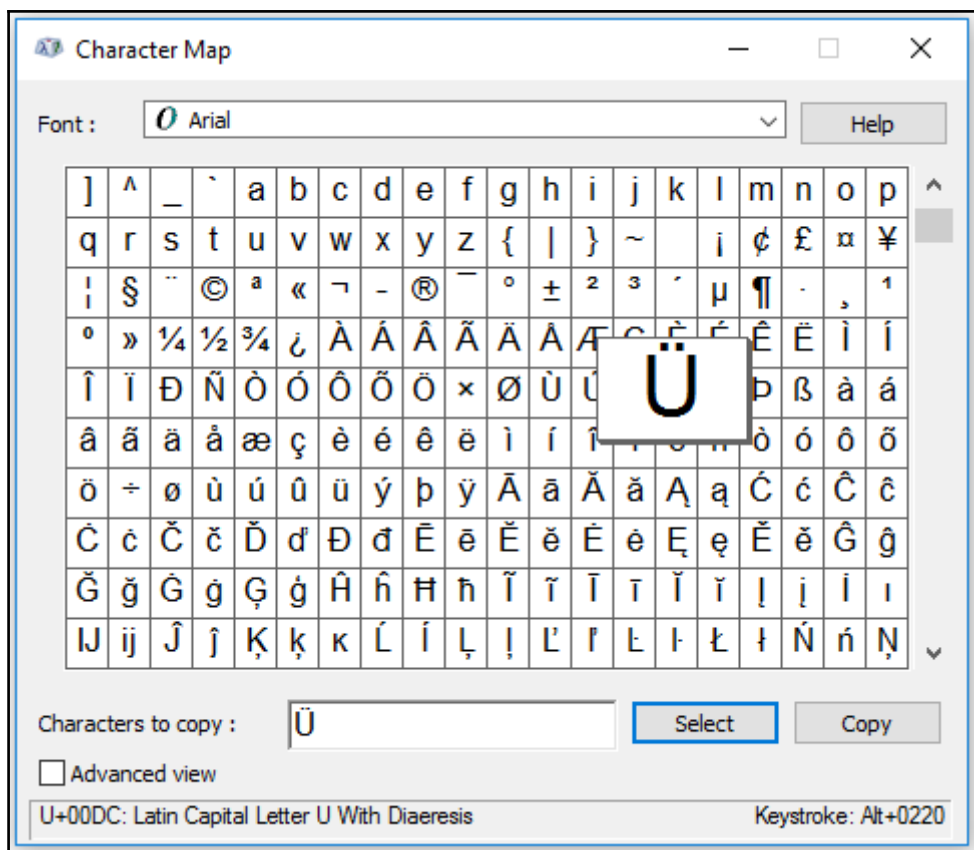 Character Map
Font : O Arial Help
] ^ _ ` a b c d e f g h i j k l m n o p
q r s t u v w x y z { | } ~ ¡ ¢ £ ¤ ¥
¦ § ¨ © ª « ¬ - ® ¯ ° ± ² ³ ´ µ ¶ · ¸ ¹
º » ¼ ½ ¾ ¿ À Á Â Ã Ä Å Æ Ç È É Ê Ë Ì Í
Î Ï Ð Ñ Ò Ó Ô Õ Ö × Ø Ù Ú Ü Þ ß à á
â ã ä å æ ç è é ê ë ì í î ò ó ô õ
ö ÷ ø ù ú û ü ý þ ÿ Ā ā Ă ă Ą ą Ć ć Ĉ ĉ
Ċ ċ Č č Ď ď Đ đ Ē ē Ĕ ĕ Ė ė Ę ę Ě ě Ĝ ĝ
Ğ ğ Ġ ġ Ģ ģ Ĥ ĥ Ħ ħ Ĩ ĩ Ī ī Ĭ ĭ Į į İ ı
Ĳ ĳ Ĵ ĵ Ķ ķ ĸ Ĺ ĺ Ļ ļ Ľ ľ Ŀ ŀ Ł ł Ń ń Ņ
Characters to copy : Ü Select Copy
Advanced view
U+00DC: Latin Capital Letter U With Diaeresis Keystroke: Alt+0220